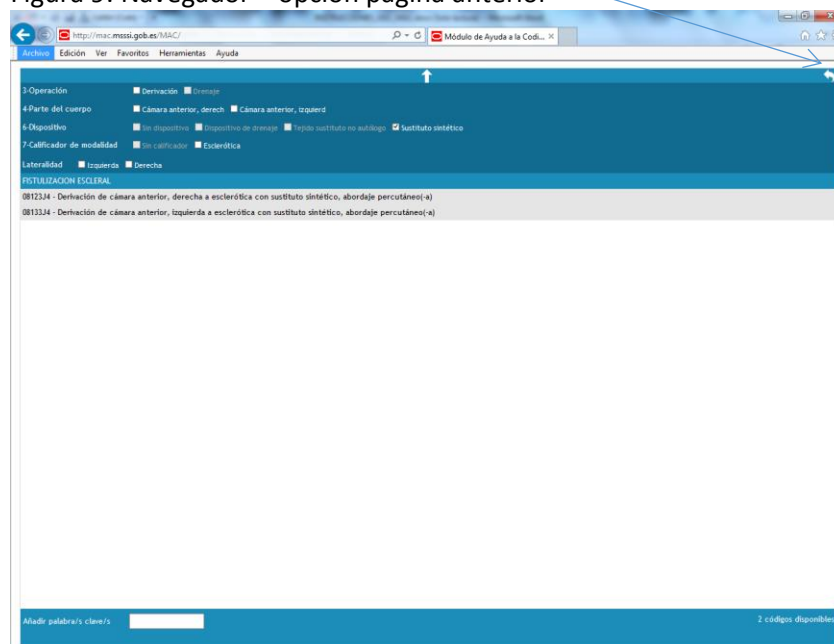 Figura 9. Navegador – opción página anterior
http://mac.msssi.gob.es/MAC/
Módulo de Ayuda a la Codi...
Archivo Edición Ver Favoritos Herramientas Ayuda
3-Operación Derivación Drenaje
4-Parte del cuerpo Cámara anterior, derech Cámara anterior, izquierd
6-Dispositivo Sin dispositivo Dispositivo de drenaje Tejido sustituto no autólogo Sustituto sintético
7-Calificador de modalidad Sin calificador Esclerótica
Lateralidad Izquierda Derecha
FISTULIZACION ESCLERAL
08123J4 - Derivación de cámara anterior, derecha a esclerótica con sustituto sintético, abordaje percutáneo(-a)
08133J4 - Derivación de cámara anterior, izquierda a esclerótica con sustituto sintético, abordaje percutáneo(-a)
Añadir palabra/s clave/s 2 códigos disponibles